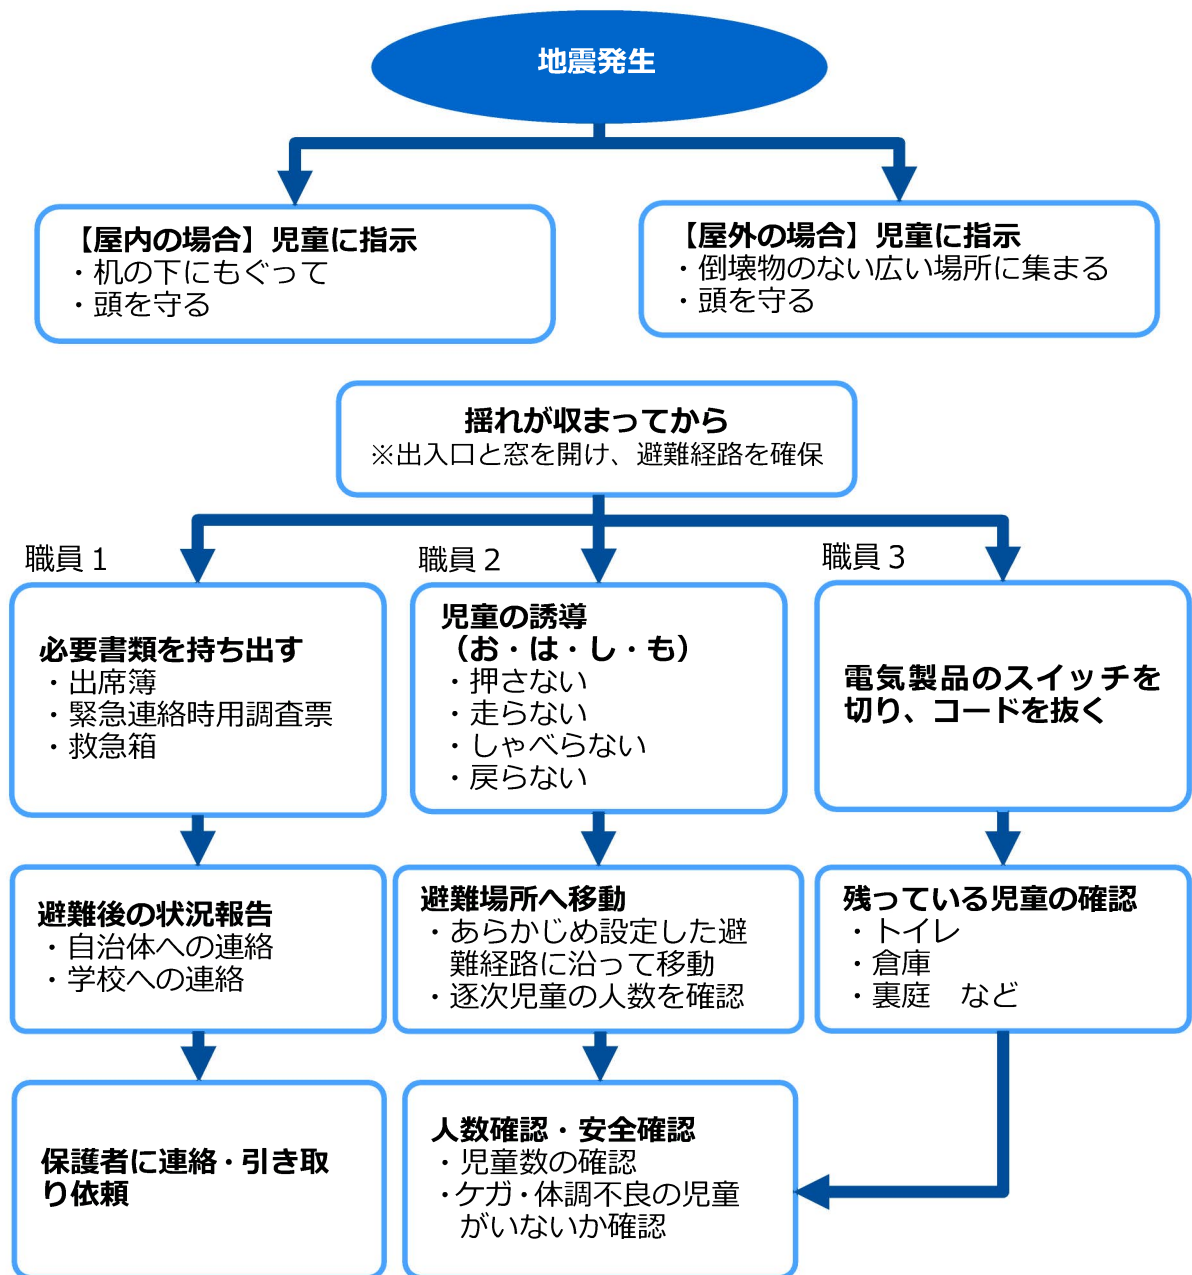 地震発生
【屋内の場合】児童に指示
・机の下にもぐって
・頭を守る
【屋外の場合】児童に指示
・倒壊物のない広い場所に集まる
・頭を守る
揺れが収まってから
※出入口と窓を開け、避難経路を確保
職員１
必要書類を持ち出す
・出席簿
・緊急連絡時用調査票
・救急箱
職員２
児童の誘導
（お・は・し・も）
・押さない
・走らない
・しゃべらない
・戻らない
職員３
電気製品のスイッチを
切り、コードを抜く
避難後の状況報告
・自治体への連絡
・学校への連絡
避難場所へ移動
・あらかじめ設定した避
難経路に沿って移動
・逐次児童の人数を確認
残っている児童の確認
・トイレ
・倉庫
・裏庭　など
保護者に連絡・引き取
り依頼
人数確認・安全確認
・児童数の確認
・ケガ・体調不良の児童
がいないか確認